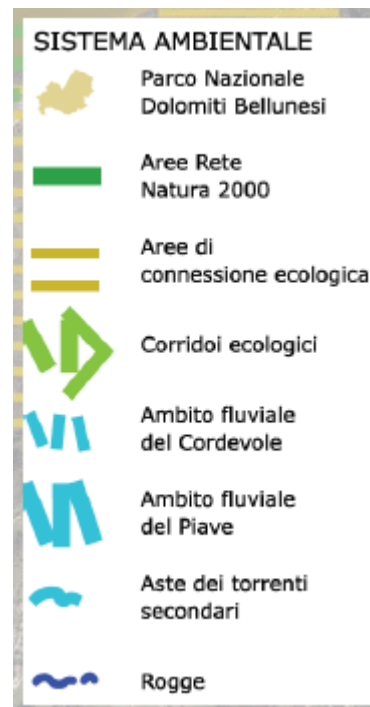 SISTEMA AMBIENTALE
Parco Nazionale
Dolomiti Bellunesi
Aree Rete
Natura 2000
Aree di
connessione ecologica
Corridoi ecologici
Ambito fluviale
del Cordevole
Ambito fluviale
del Piave
Aste dei torrenti
secondari
Rogge